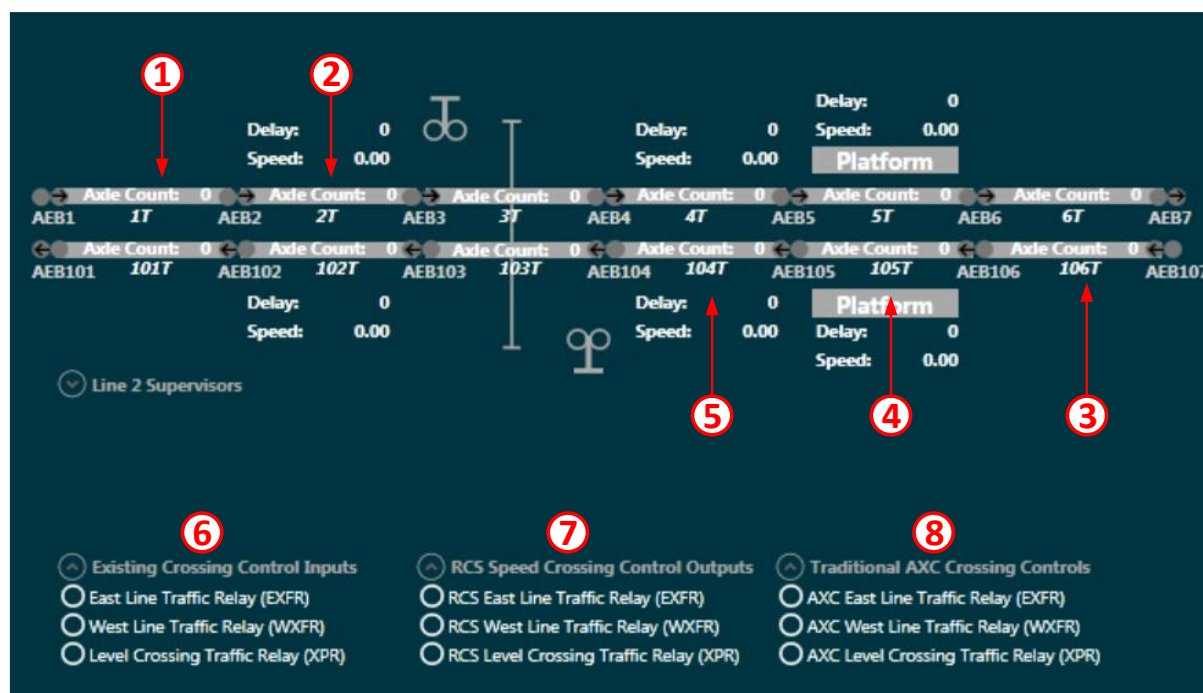 1 2
Delay: 0
Speed: 0.00
Delay: 0
Speed: 0.00
Delay: 0
Speed: 0.00
Platform
Axle Count: 0 Axle Count: 0 Axle Count: 0 Axle Count: 0 Axle Count: 0 Axle Count: 0
AEB1 1T AEB2 2T AEB3 3T AEB4 4T AEB5 5T AEB6 6T AEB7
Axle Count: 0 Axle Count: 0 Axle Count: 0 Axle Count: 0 Axle Count: 0 Axle Count: 0
AEB101 101T AEB102 102T AEB103 103T AEB104 104T AEB105 105T AEB106 106T AEB107
Delay: 0
Speed: 0.00
Delay: 0
Speed: 0.00
Platform
Delay: 0
Speed: 0.00
Line 2 Supervisors
5 4 3
6 7 8
Existing Crossing Control Inputs
East Line Traffic Relay (EXFR)
West Line Traffic Relay (WXFR)
Level Crossing Traffic Relay (XPR)
RCS Speed Crossing Control Outputs
RCS East Line Traffic Relay (EXFR)
RCS West Line Traffic Relay (WXFR)
RCS Level Crossing Traffic Relay (XPR)
Traditional AXC Crossing Controls
AXC East Line Traffic Relay (EXFR)
AXC West Line Traffic Relay (WXFR)
AXC Level Crossing Traffic Relay (XPR)